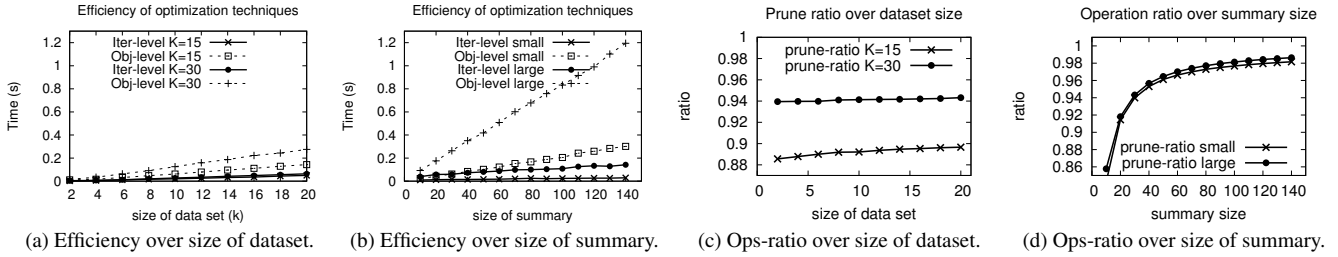 Efficiency of optimization techniques
Time (s)
1.2
1
0.8
0.6
0.4
0.2
0
Iter-level K=15
Obj-level K=15
Iter-level K=30
Obj-level K=30
2 4 6 8 10 12 14 16 18 20
size of data set (k)
(a) Efficiency over size of dataset.
Efficiency of optimization techniques
Time (s)
1.2
1
0.8
0.6
0.4
0.2
0
Iter-level small
Obj-level small
Iter-level large
Obj-level large
0 20 40 60 80 100 120 140
size of summary
(b) Efficiency over size of summary.
Prune ratio over dataset size
ratio
1
0.98
0.96
0.94
0.92
0.9
0.88
prune-ratio K=15
prune-ratio K=30
0 5 10 15 20
size of data set
(c) Ops-ratio over size of dataset.
Operation ratio over summary size
ratio
1
0.98
0.96
0.94
0.92
0.9
0.88
0.86
prune-ratio small
prune-ratio large
0 20 40 60 80 100 120 140
summary size
(d) Ops-ratio over size of summary.